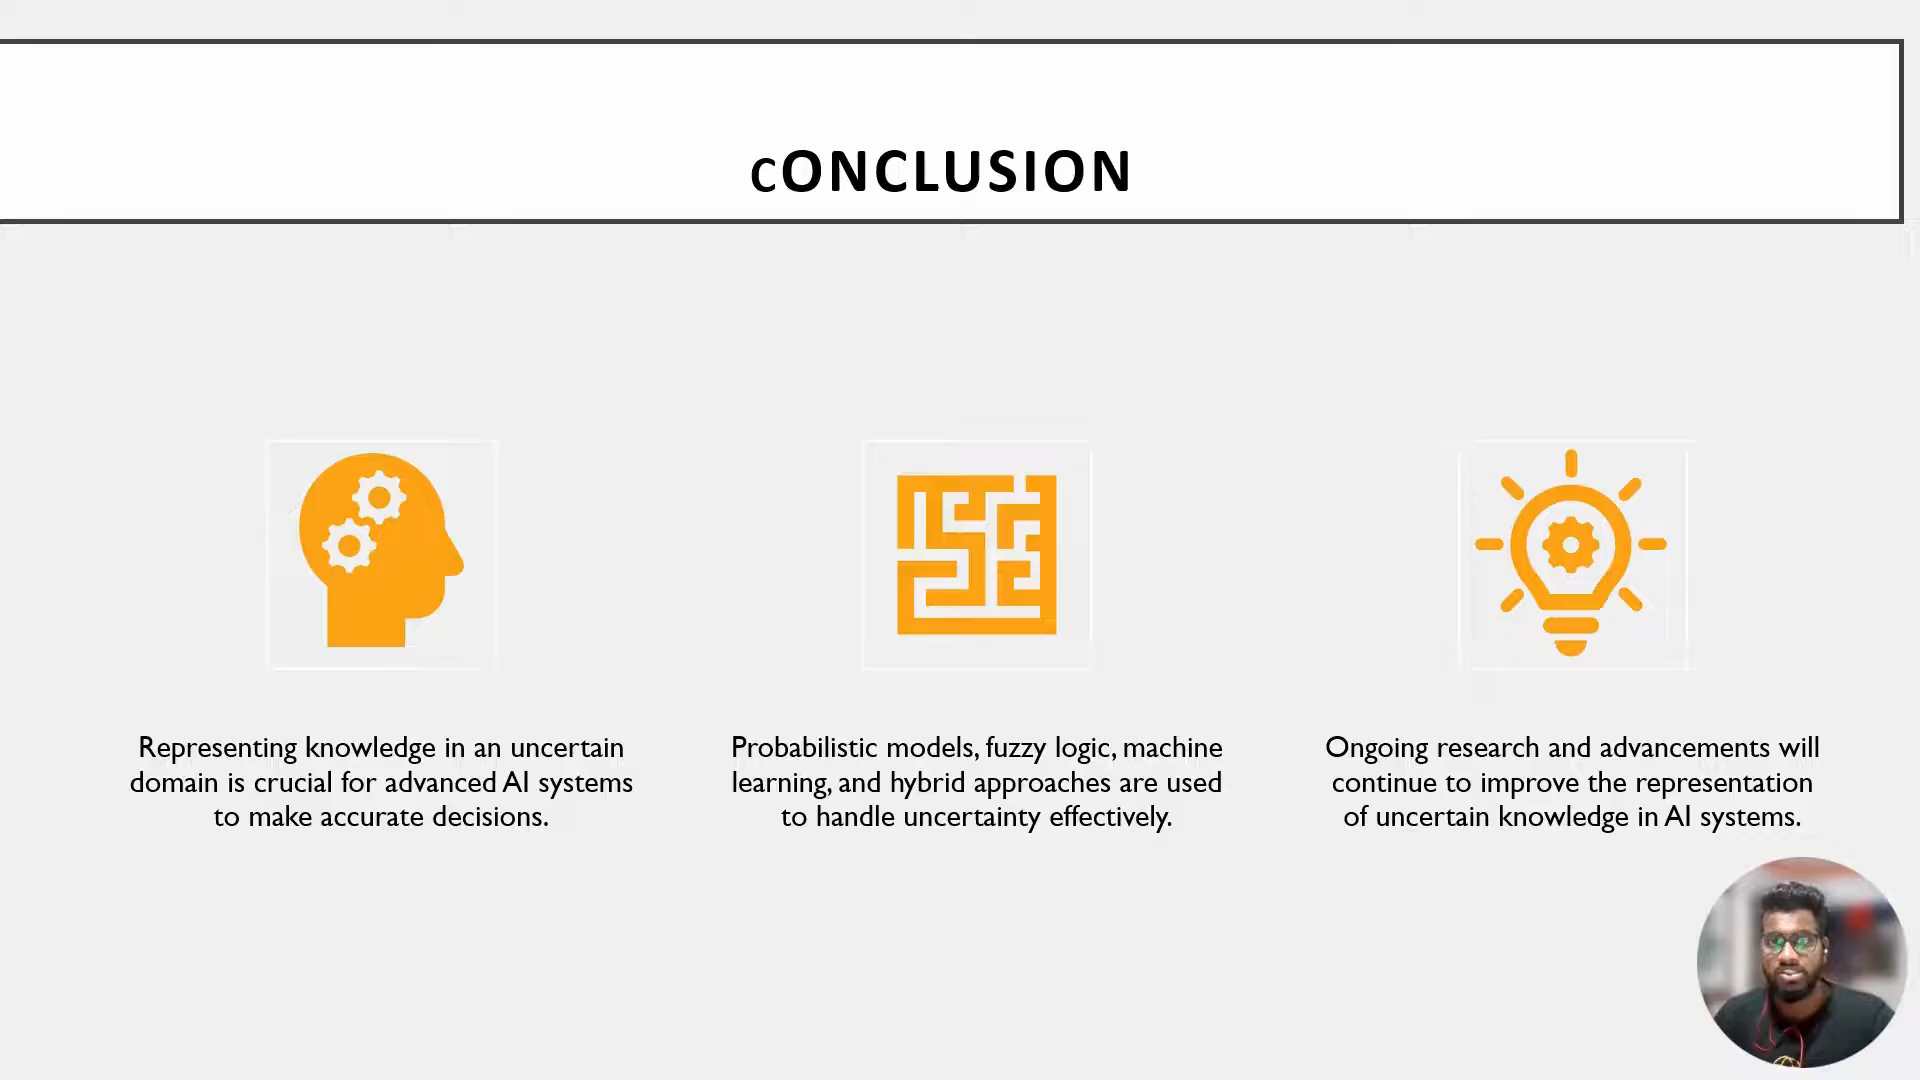 cONCLUSION
Representing knowledge in an uncertain
domain is crucial for advanced AI systems
to make accurate decisions.
Probabilistic models, fuzzy logic, machine
learning, and hybrid approaches are used
to handle uncertainty effectively.
Ongoing research and advancements will
continue to improve the representation
of uncertain knowledge in AI systems.